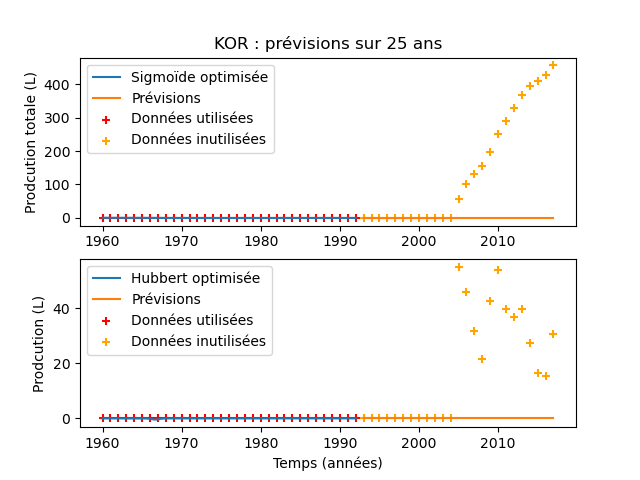 KOR : prévisions sur 25 ans
Prodcution totale (L)
400
300
200
100
0
Sigmoïde optimisée
Prévisions
Données utilisées
Données inutilisées
1960 1970 1980 1990 2000 2010
Prodcution (L)
40
20
0
Hubbert optimisée
Prévisions
Données utilisées
Données inutilisées
1960 1970 1980 1990 2000 2010
Temps (années)